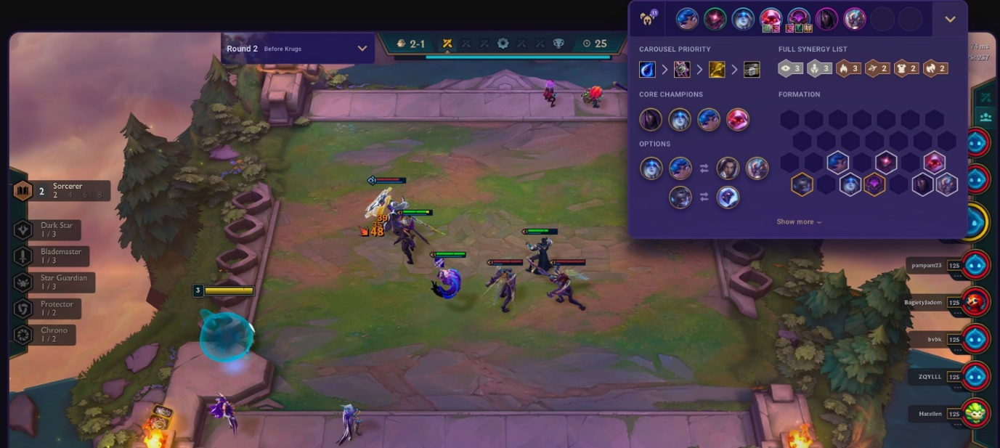 11
Round 2 Before Krugs
2-1
25
74 ms
CAROUSEL PRIORITY
FULL SYNERGY LIST
3 3 3 2 2 2
CORE CHAMPIONS
FORMATION
OPTIONS
Show more
2 Sorcerer
2 4 6 8
Dark Star
1 / 3
Blademaster
1 / 3
Star Guardian
1 / 3
Protector
1 / 2
Chrono
1 / 2
39
48
3
pampam23 125
BagietyJadom 125
bvbk 125
ZQYLLL 125
Hatellen 125